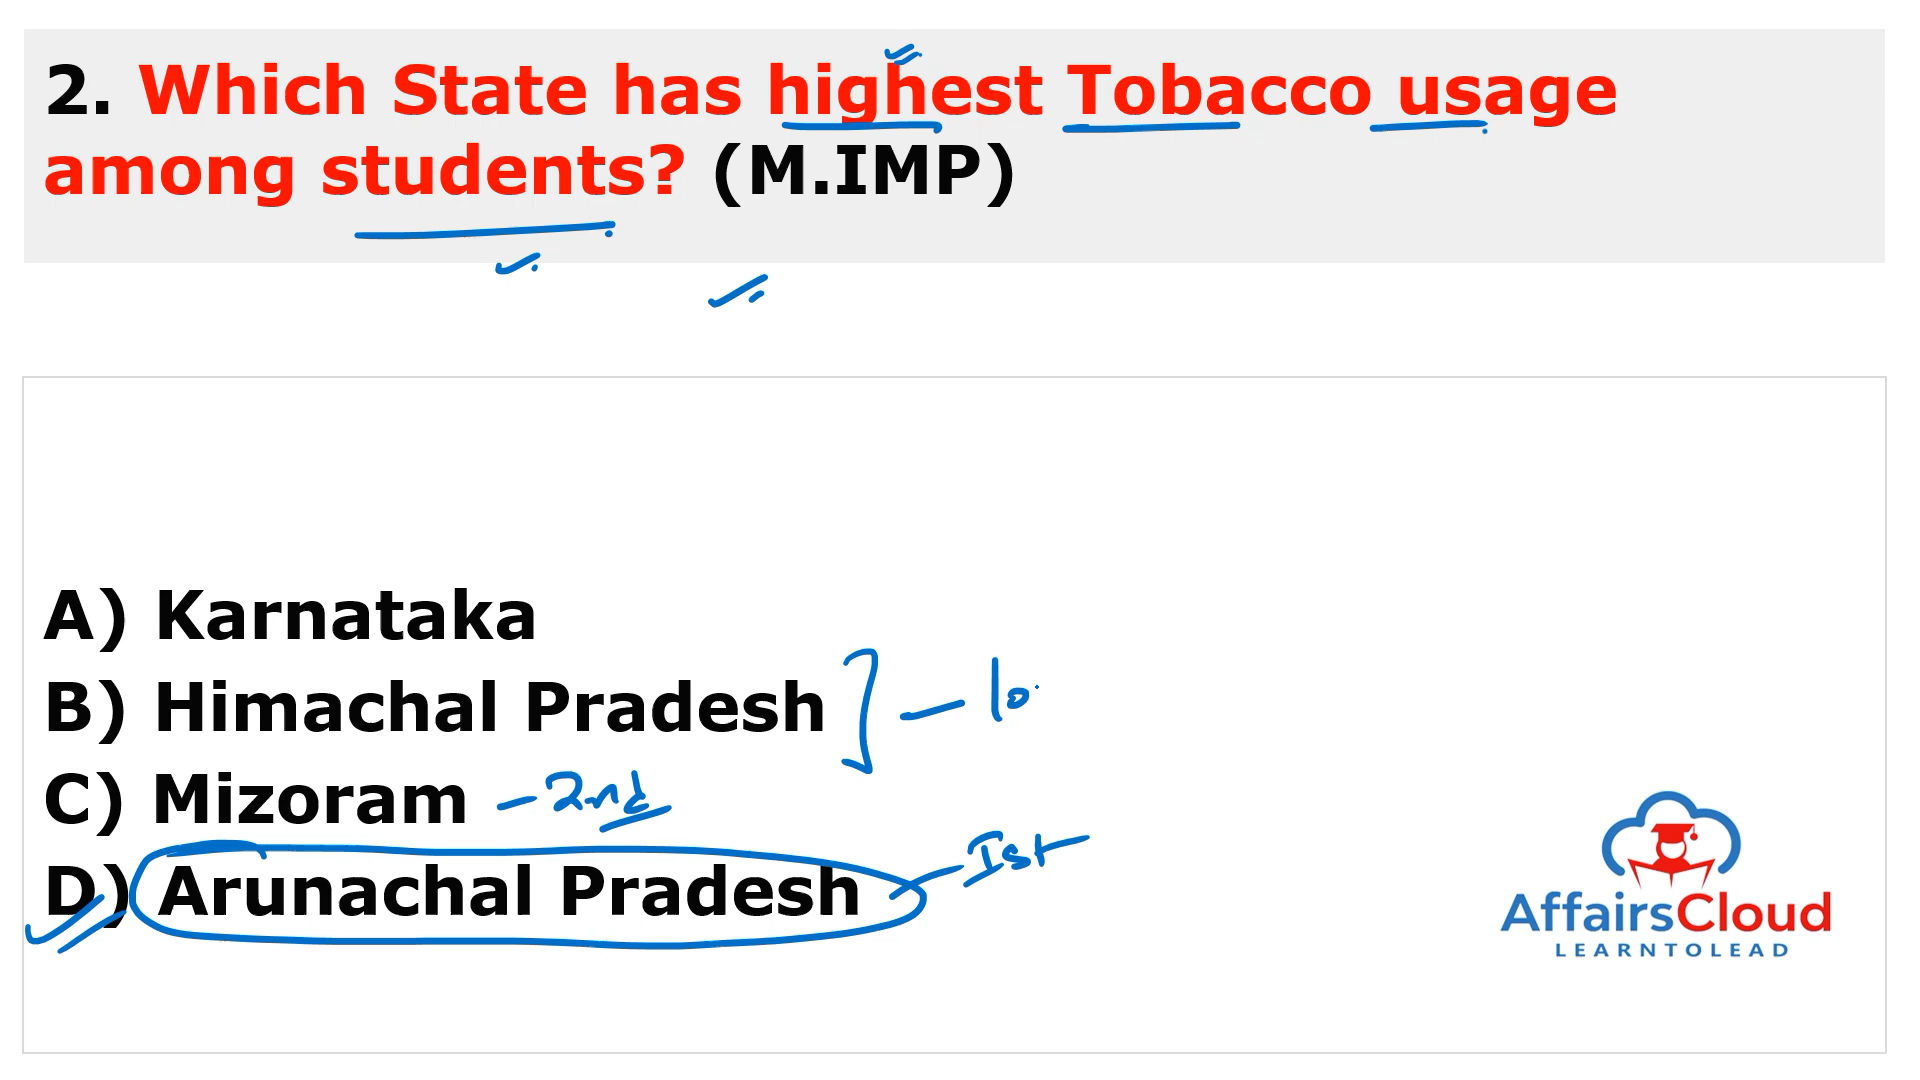 2. Which State has highest Tobacco usage
among students? (M.IMP)
A) Karnataka
B) Himachal Pradesh
C) Mizoram - 2nd
D) Arunachal Pradesh - Ist
AffairsCloud
LEARNTOLEAD